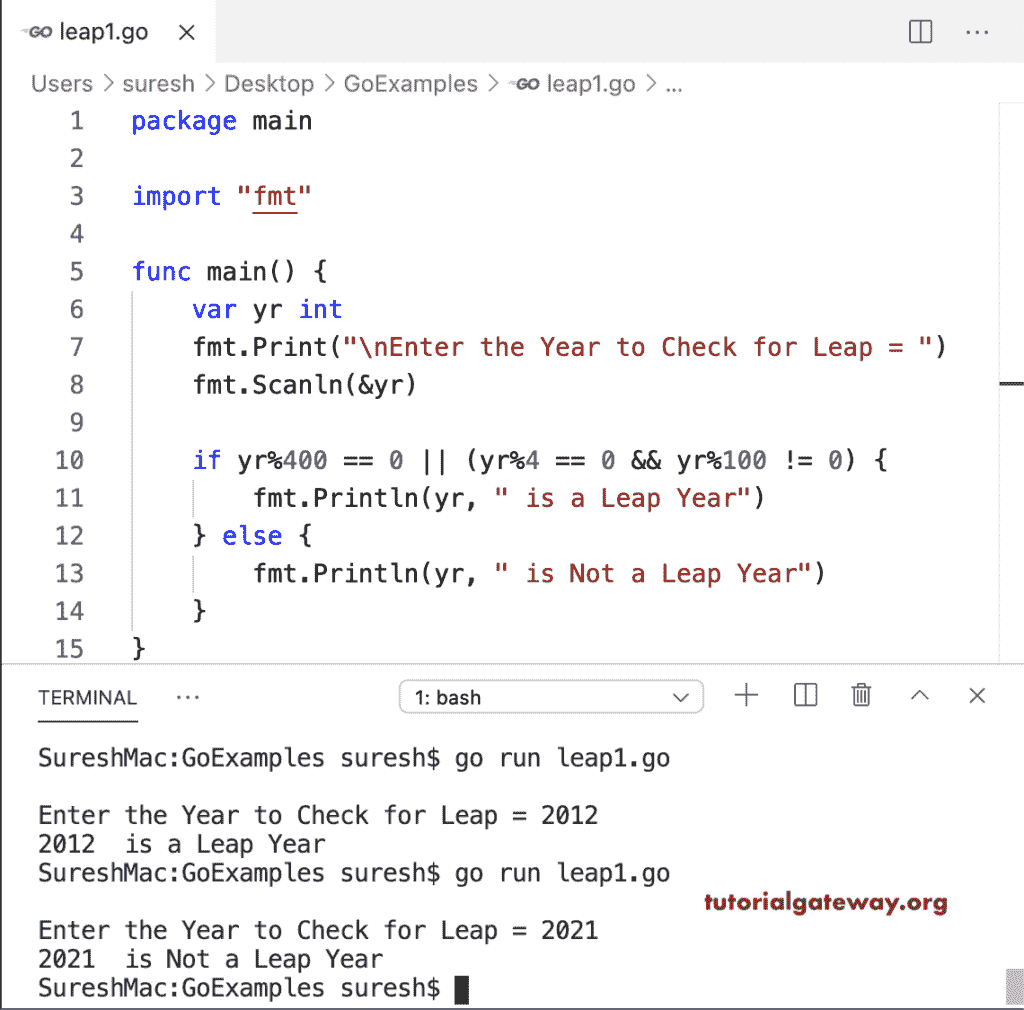 GO leap1.go
Users > suresh > Desktop > GoExamples > GO leap1.go > ...
1 package main
2
3 import "fmt"
4
5 func main() {
6     var yr int
7     fmt.Print("\nEnter the Year to Check for Leap = ")
8     fmt.Scanln(&yr)
9
10     if yr%400 == 0 || (yr%4 == 0 && yr%100 != 0) {
11         fmt.Println(yr, " is a Leap Year")
12     } else {
13         fmt.Println(yr, " is Not a Leap Year")
14     }
15 }
TERMINAL ··· 1: bash
SureshMac:GoExamples suresh$ go run leap1.go
Enter the Year to Check for Leap = 2012
2012  is a Leap Year
SureshMac:GoExamples suresh$ go run leap1.go
tutorialgateway.org
Enter the Year to Check for Leap = 2021
2021  is Not a Leap Year
SureshMac:GoExamples suresh$